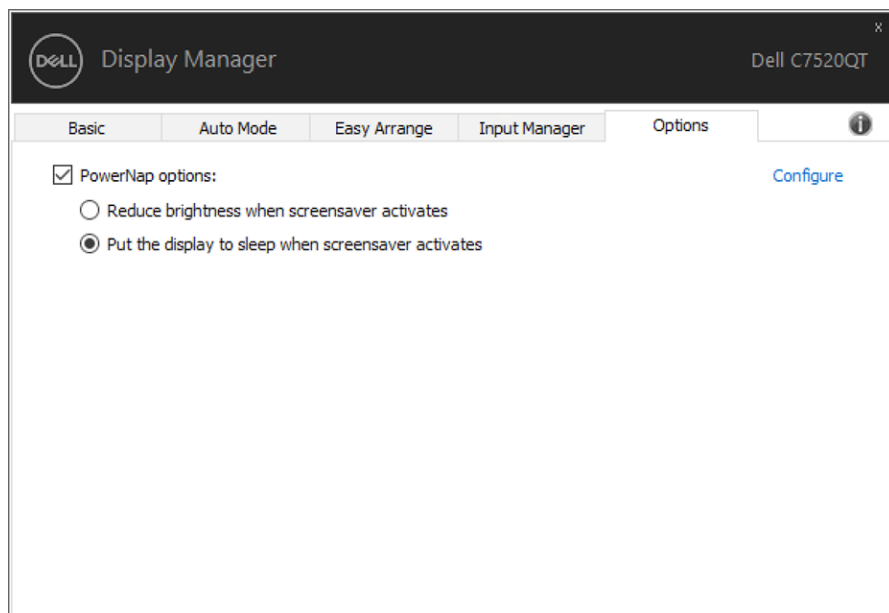 x
DELL Display Manager Dell C7520QT
Basic Auto Mode Easy Arrange Input Manager Options i
PowerNap options: Configure
Reduce brightness when screensaver activates
Put the display to sleep when screensaver activates